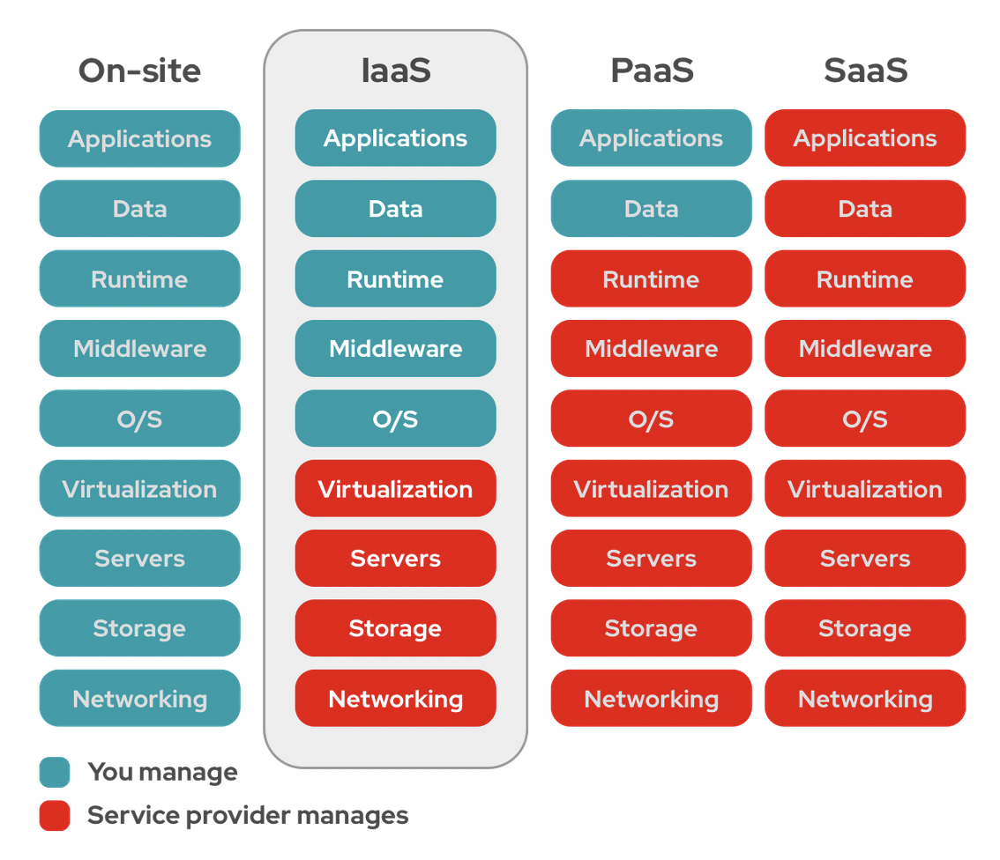 On-site
Applications
Data
Runtime
Middleware
O/S
Virtualization
Servers
Storage
Networking
IaaS
Applications
Data
Runtime
Middleware
O/S
Virtualization
Servers
Storage
Networking
PaaS
Applications
Data
Runtime
Middleware
O/S
Virtualization
Servers
Storage
Networking
SaaS
Applications
Data
Runtime
Middleware
O/S
Virtualization
Servers
Storage
Networking
You manage
Service provider manages